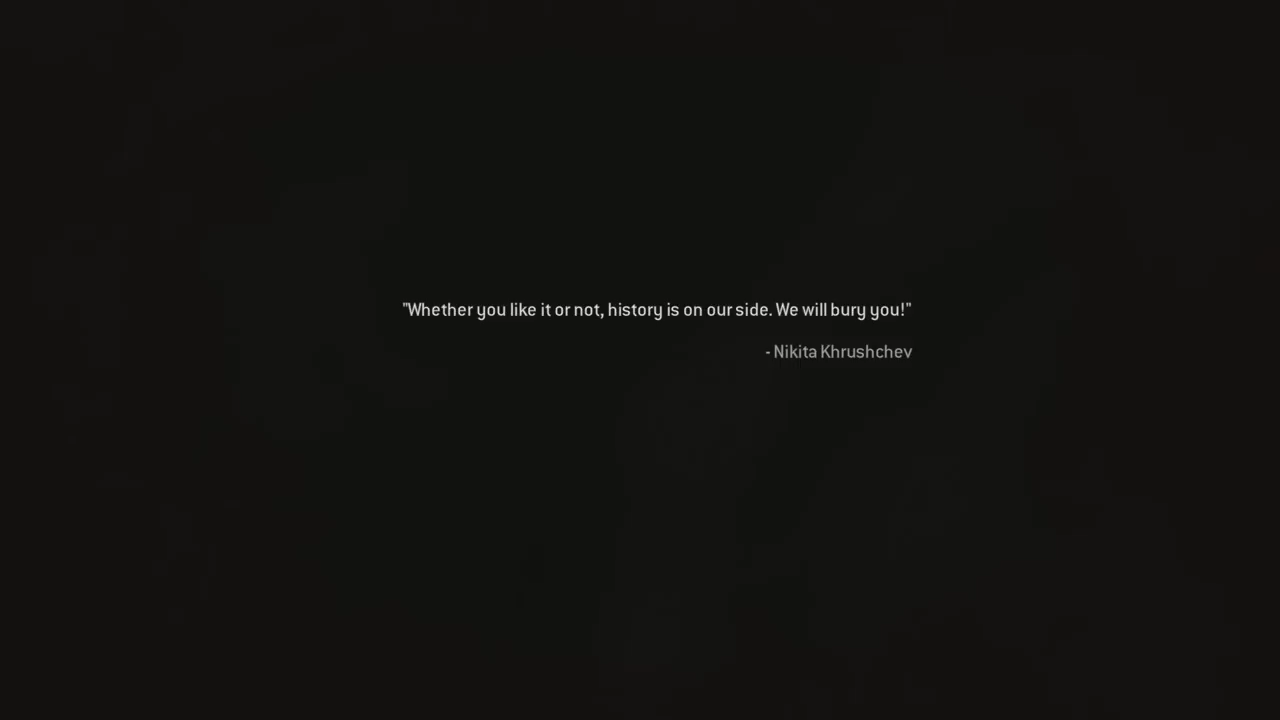 "Whether you like it or not, history is on our side. We will bury you!"
- Nikita Khrushchev